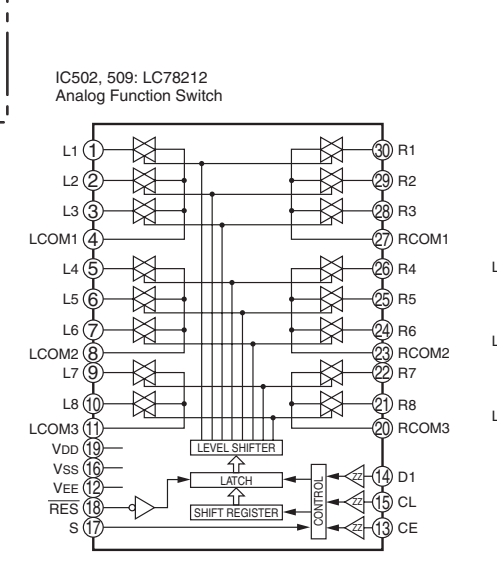 IC502, 509: LC78212
Analog Function Switch
L1 1 30 R1
L2 2 29 R2
L3 3 28 R3
LCOM1 4 27 RCOM1
L4 5 26 R4
L5 6 25 R5
L6 7 24 R6
LCOM2 8 23 RCOM2
L7 9 22 R7
L8 10 21 R8
LCOM3 11 20 RCOM3
VDD 19 LEVEL SHIFTER
VSS 16 LATCH 14 D1
VEE 12 CONTROL 15 CL
RES 18 SHIFT REGISTER
S 17 13 CE
L
L
L